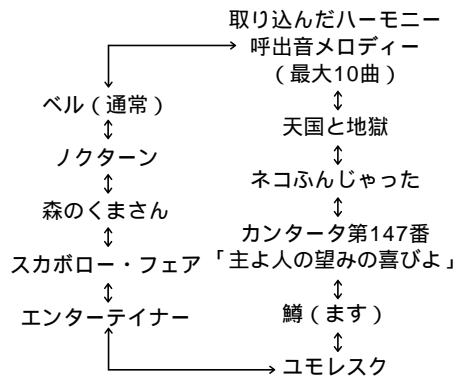 取り込んだハーモニー
呼出音メロディー
（最大10曲）
ベル（通常）
天国と地獄
ノクターン
ネコふんじゃった
森のくまさん
カンタータ第147番
「主よ人の望みの喜びよ」
スカボロー・フェア
鱒（ます）
エンターテイナー
ユモレスク